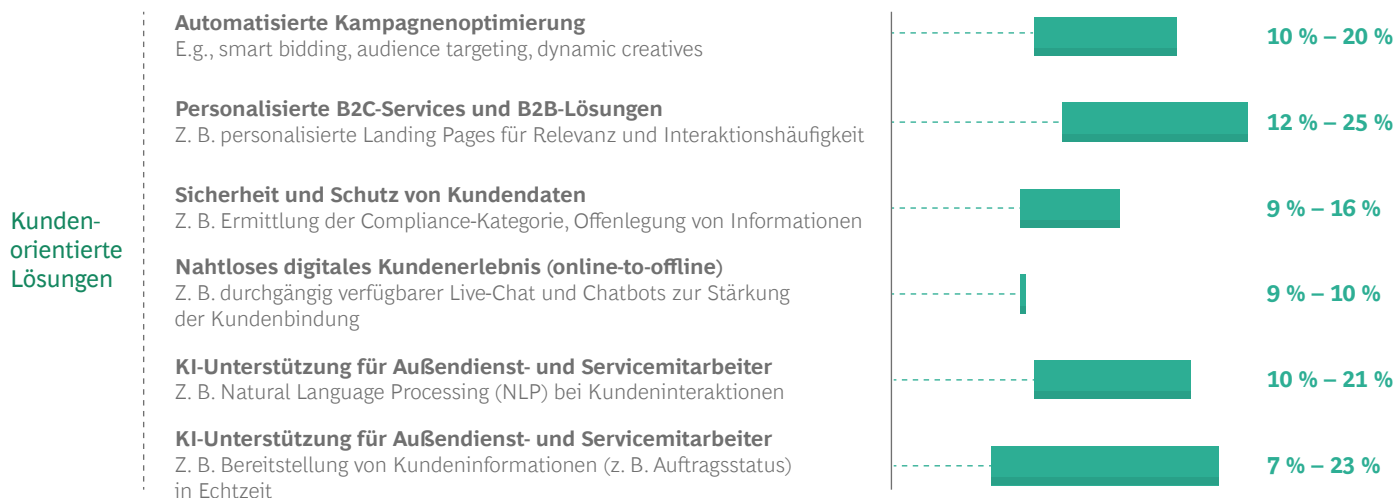 Kunden-
orientierte
Lösungen
Automatisierte Kampagnenoptimierung
E.g., smart bidding, audience targeting, dynamic creatives
10 % – 20 %
Personalisierte B2C-Services und B2B-Lösungen
Z. B. personalisierte Landing Pages für Relevanz und Interaktionshäufigkeit
12 % – 25 %
Sicherheit und Schutz von Kundendaten
Z. B. Ermittlung der Compliance-Kategorie, Offenlegung von Informationen
9 % – 16 %
Nahtloses digitales Kundenerlebnis (online-to-offline)
Z. B. durchgängig verfügbarer Live-Chat und Chatbots zur Stärkung
der Kundenbindung
9 % – 10 %
KI-Unterstützung für Außendienst- und Servicemitarbeiter
Z. B. Natural Language Processing (NLP) bei Kundeninteraktionen
10 % – 21 %
KI-Unterstützung für Außendienst- und Servicemitarbeiter
Z. B. Bereitstellung von Kundeninformationen (z. B. Auftragsstatus)
in Echtzeit
7 % – 23 %